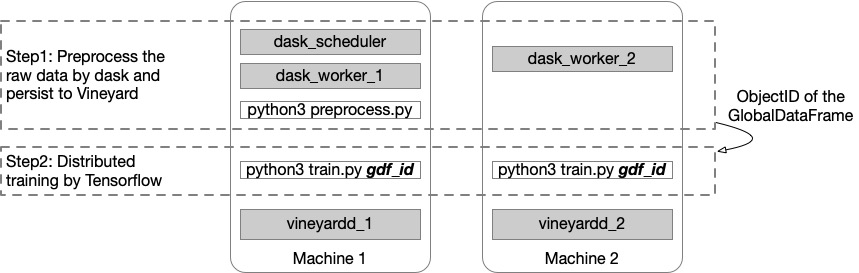 Step1: Preprocess the
raw data by dask and
persist to Vineyard
dask_scheduler
dask_worker_1
python3 preprocess.py
dask_worker_2
ObjectID of the
GlobalDataFrame
Step2: Distributed
training by Tensorflow
python3 train.py gdf_id
python3 train.py gdf_id
vineyardd_1
vineyardd_2
Machine 1
Machine 2